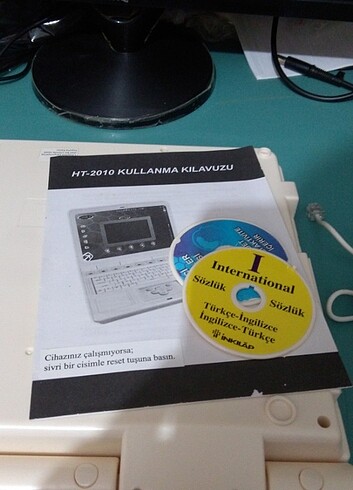 HT-2010 KULLANMA KILAVUZU
I
International
Sözlük
Sözlük
Türkçe-İngilizce
İngilizce-Türkçe
İNKILÂP
Cihazınız çalışmıyorsa;
sivri bir cisimle reset tuşuna basın.